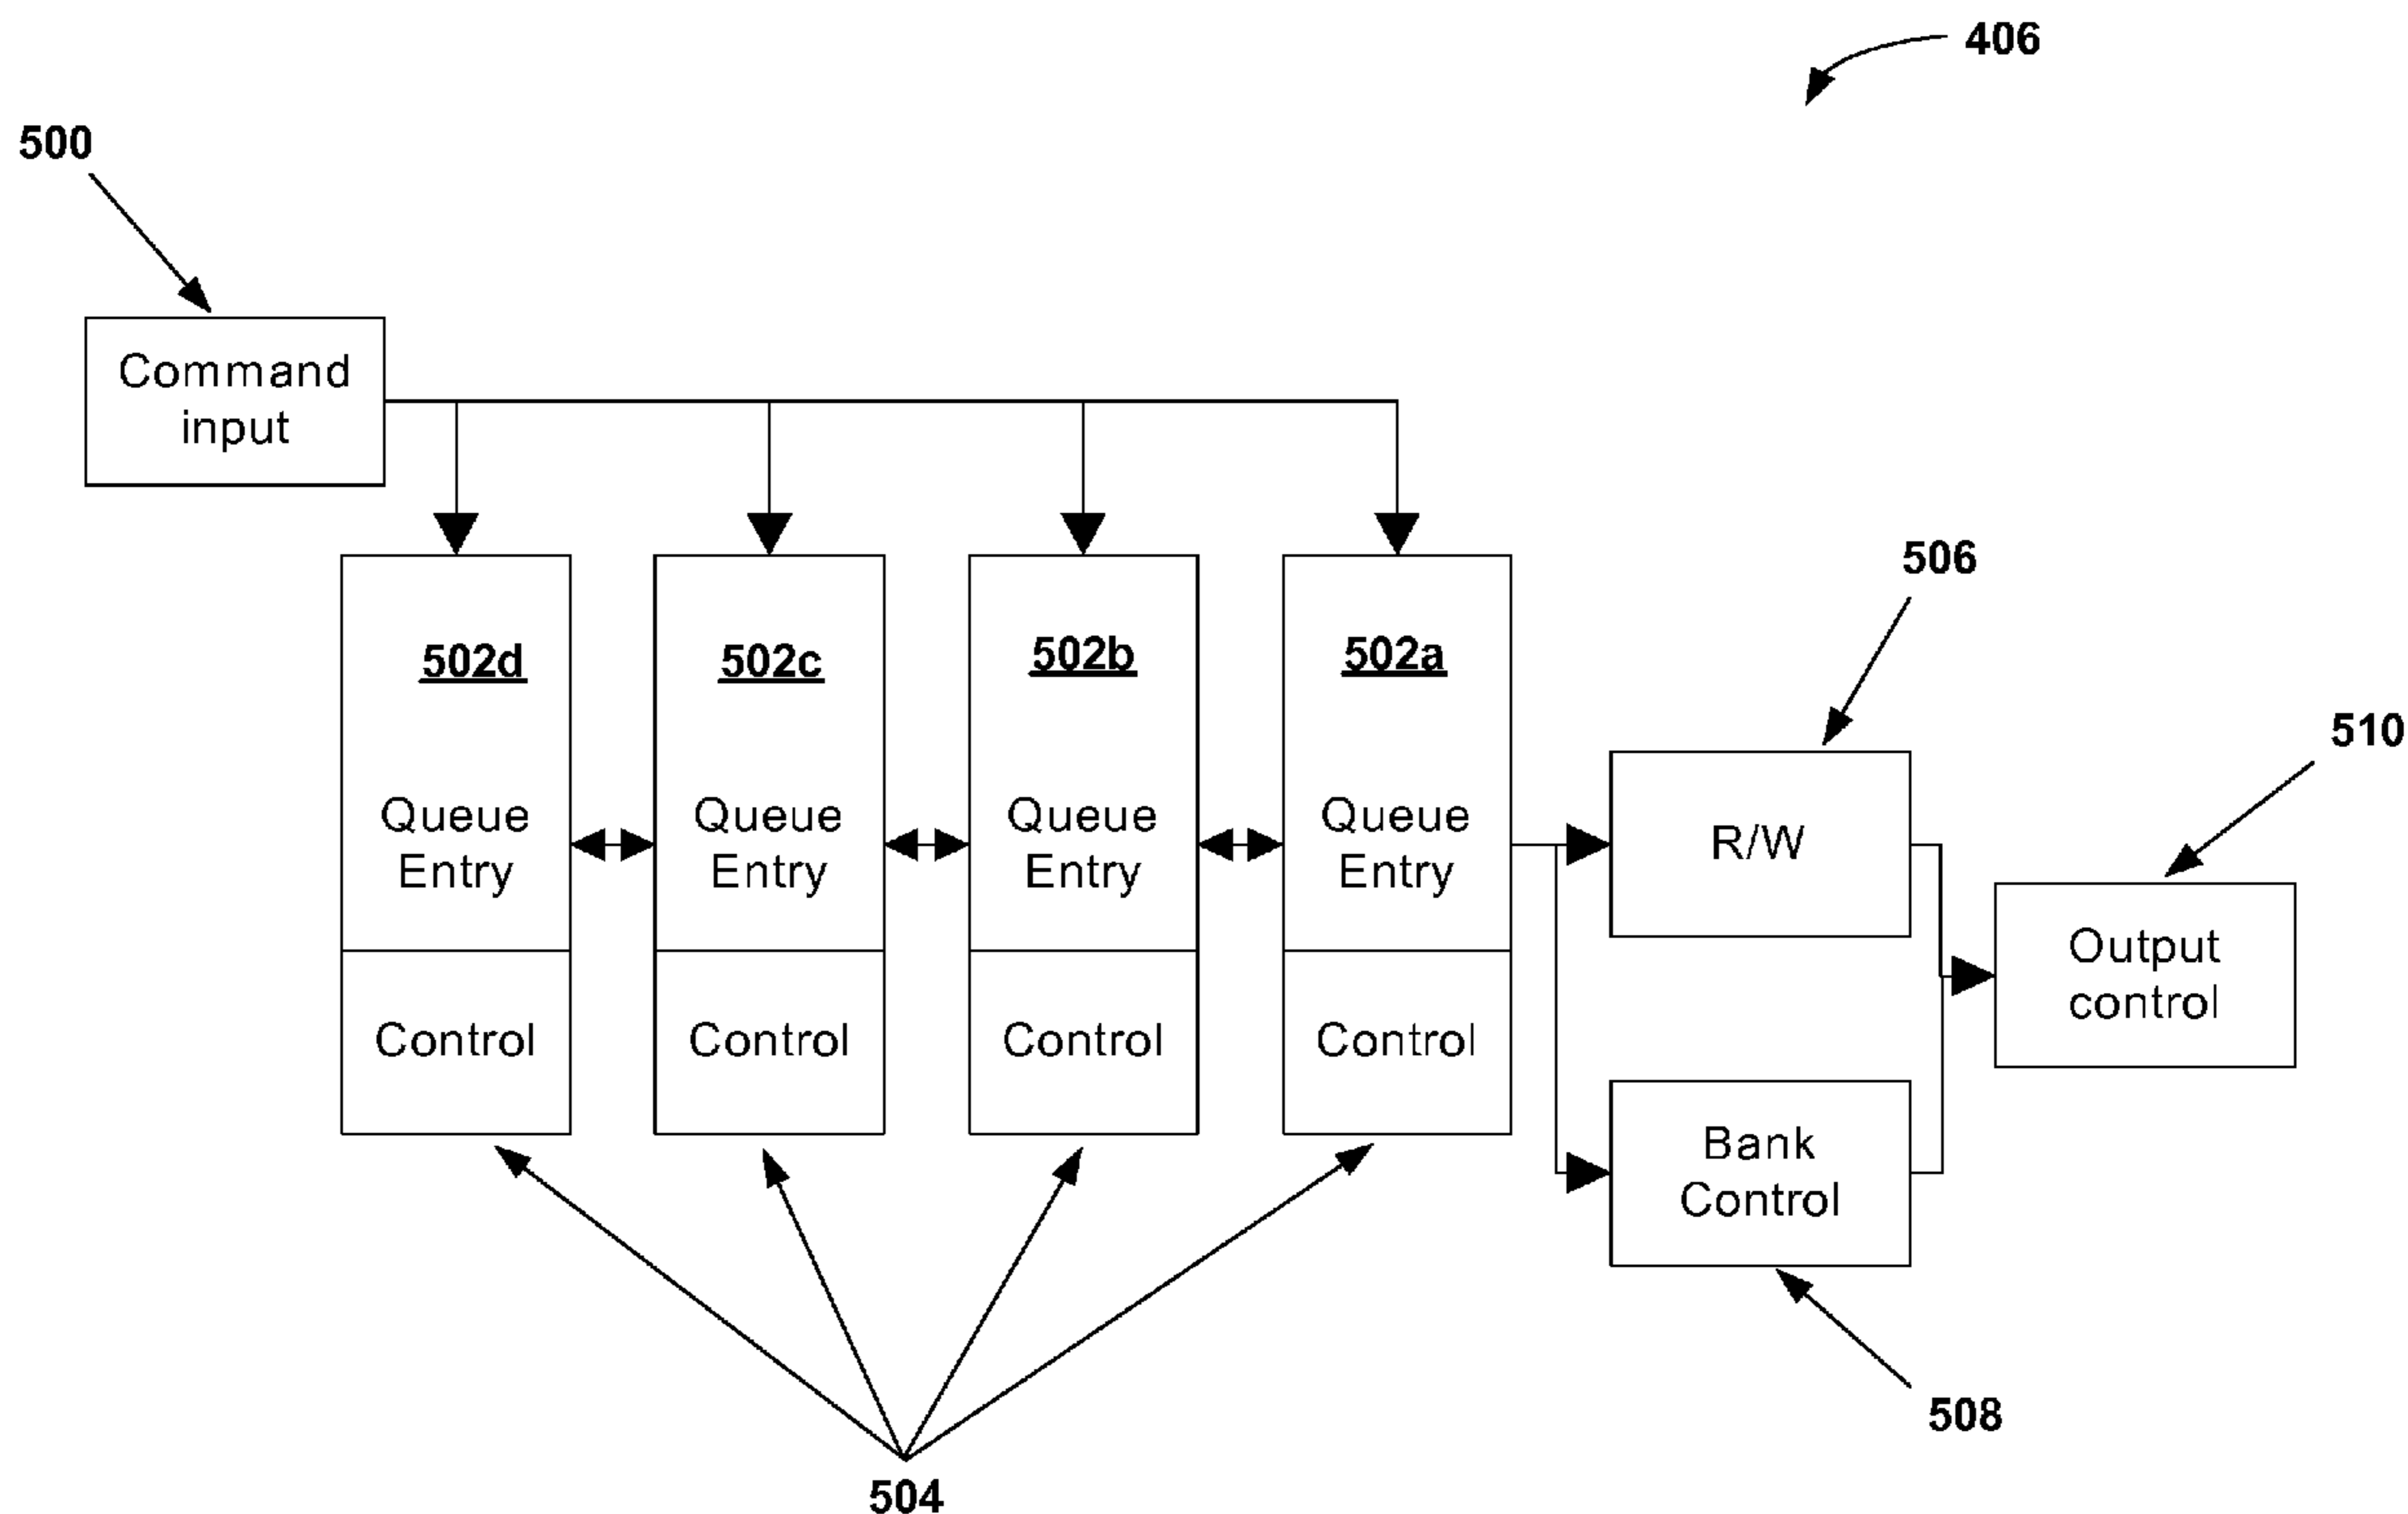 406
500
Command
input
506
502d
502c
502b
502a
510
Queue
Entry
Queue
Entry
Queue
Entry
Queue
Entry
R/W
Output
control
Control
Control
Control
Control
Bank
Control
508
504